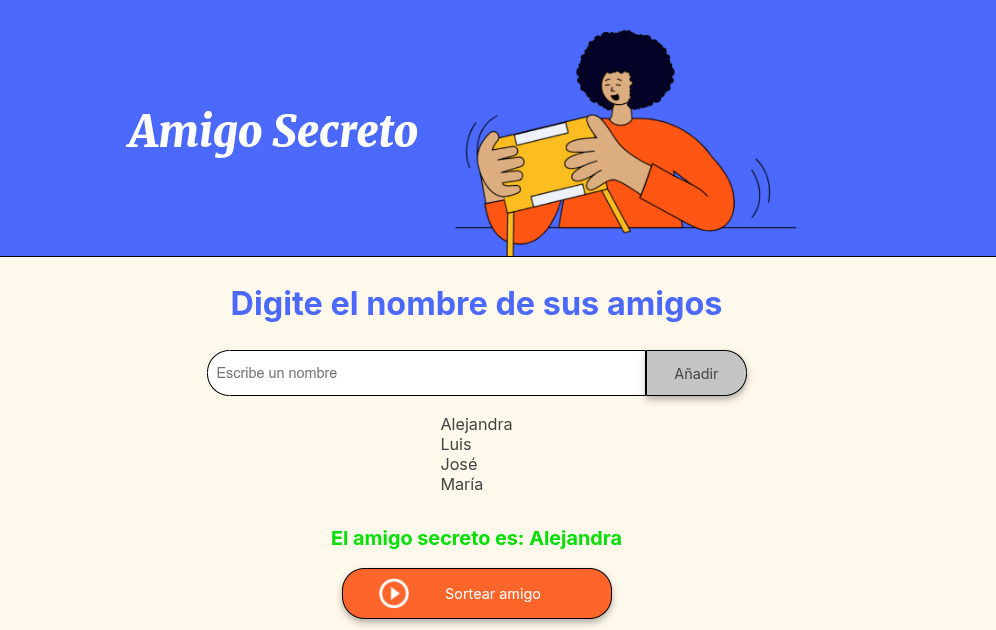 Amigo Secreto
Digite el nombre de sus amigos
Escribe un nombre
Añadir
Alejandra
Luis
José
María
El amigo secreto es: Alejandra
Sortear amigo